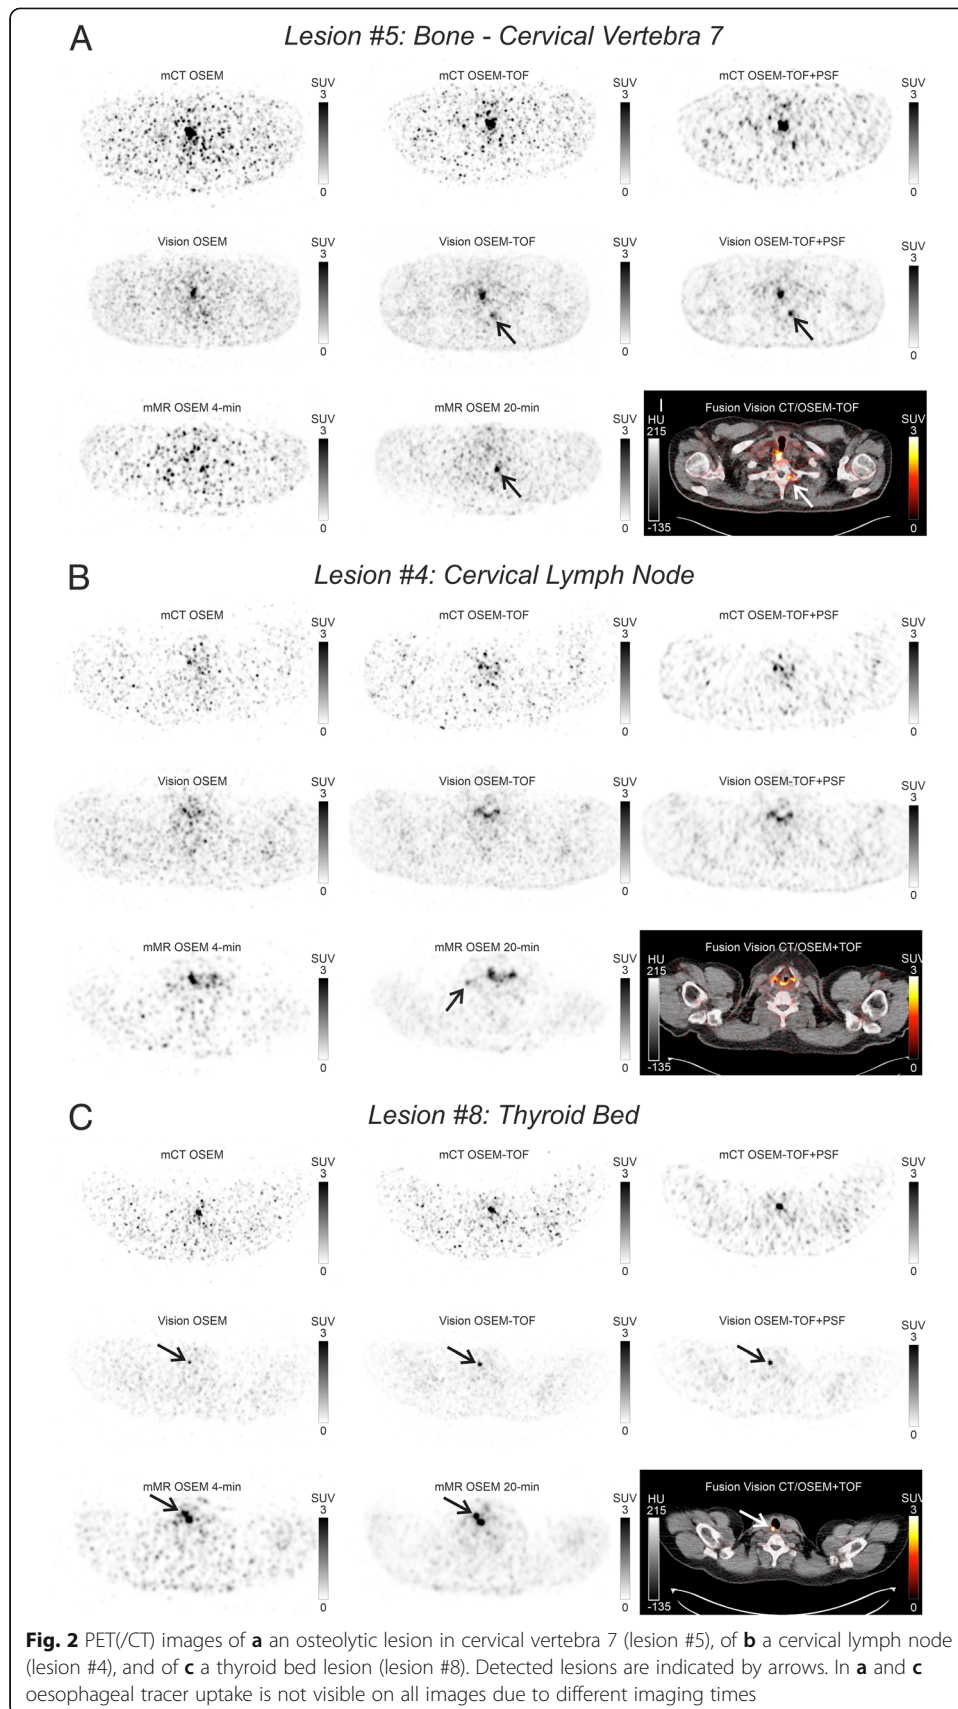 A
Lesion #5: Bone - Cervical Vertebra 7
mCT OSEM
SUV
3
0
mCT OSEM-TOF
SUV
3
0
mCT OSEM-TOF+PSF
SUV
3
0
Vision OSEM
SUV
3
0
Vision OSEM-TOF
SUV
3
0
Vision OSEM-TOF+PSF
SUV
3
0
mMR OSEM 4-min
SUV
3
0
mMR OSEM 20-min
SUV
3
0
Fusion Vision CT/OSEM-TOF
HU
215
-135
SUV
3
0
B
Lesion #4: Cervical Lymph Node
mCT OSEM
SUV
3
0
mCT OSEM-TOF
SUV
3
0
mCT OSEM-TOF+PSF
SUV
3
0
Vision OSEM
SUV
3
0
Vision OSEM-TOF
SUV
3
0
Vision OSEM-TOF+PSF
SUV
3
0
mMR OSEM 4-min
SUV
3
0
mMR OSEM 20-min
SUV
3
0
Fusion Vision CT/OSEM+TOF
HU
215
-135
SUV
3
0
C
Lesion #8: Thyroid Bed
mCT OSEM
SUV
3
0
mCT OSEM-TOF
SUV
3
0
mCT OSEM-TOF+PSF
SUV
3
0
Vision OSEM
SUV
3
0
Vision OSEM-TOF
SUV
3
0
Vision OSEM-TOF+PSF
SUV
3
0
mMR OSEM 4-min
SUV
3
0
mMR OSEM 20-min
SUV
3
0
Fusion Vision CT/OSEM+TOF
HU
215
-135
SUV
3
0
Fig. 2 PET(/CT) images of a an osteolytic lesion in cervical vertebra 7 (lesion #5), of b a cervical lymph node
(lesion #4), and of c a thyroid bed lesion (lesion #8). Detected lesions are indicated by arrows. In a and c
oesophageal tracer uptake is not visible on all images due to different imaging times